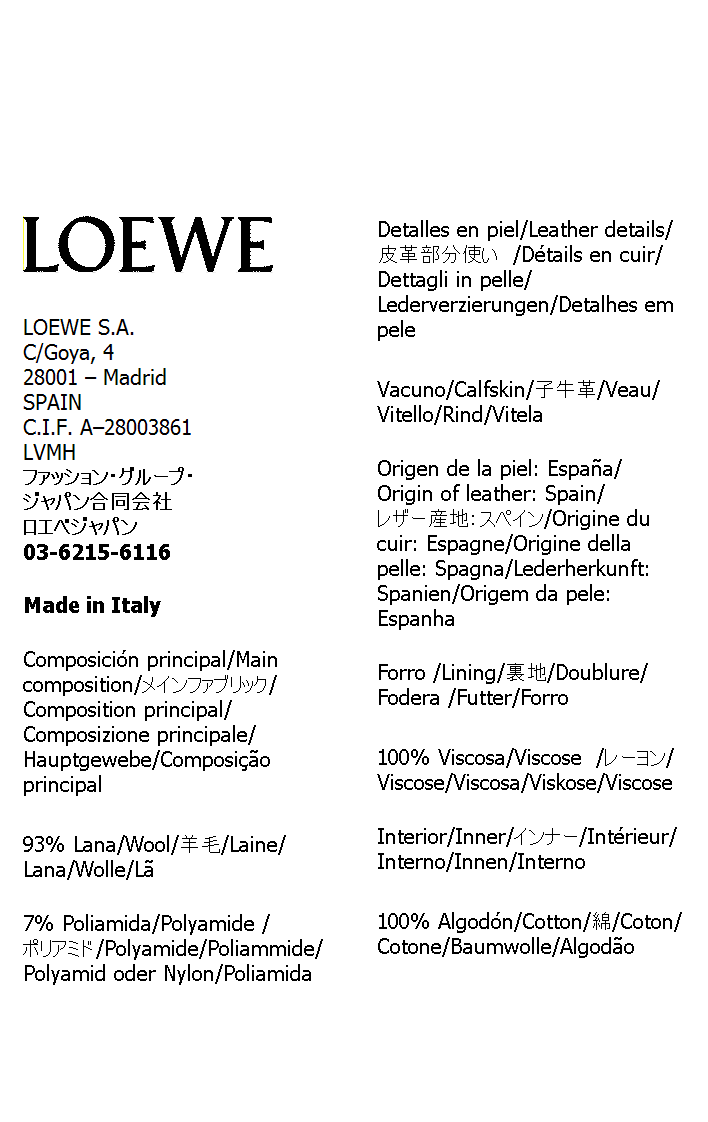 LOEWE
LOEWE S.A.
C/Goya, 4
28001 – Madrid
SPAIN
C.I.F. A–28003861
LVMH
ファッション・グループ・
ジャパン合同会社
ロエベジャパン
03-6215-6116
Made in Italy
Composición principal/Main
composition/メインファブリック/
Composition principal/
Composizione principale/
Hauptgewebe/Composição
principal
93% Lana/Wool/羊毛/Laine/
Lana/Wolle/Lã
7% Poliamida/Polyamide /
ポリアミド/Polyamide/Poliammide/
Polyamid oder Nylon/Poliamida
Detalles en piel/Leather details/
皮革部分使い /Détails en cuir/
Dettagli in pelle/
Lederverzierungen/Detalhes em
pele
Vacuno/Calfskin/子牛革/Veau/
Vitello/Rind/Vitela
Origen de la piel: España/
Origin of leather: Spain/
レザー産地：スペイン/Origine du
cuir: Espagne/Origine della
pelle: Spagna/Lederherkunft:
Spanien/Origem da pele:
Espanha
Forro /Lining/裏地/Doublure/
Fodera /Futter/Forro
100% Viscosa/Viscose /レーヨン/
Viscose/Viscosa/Viskose/Viscose
Interior/Inner/インナー/Intérieur/
Interno/Innen/Interno
100% Algodón/Cotton/綿/Coton/
Cotone/Baumwolle/Algodão